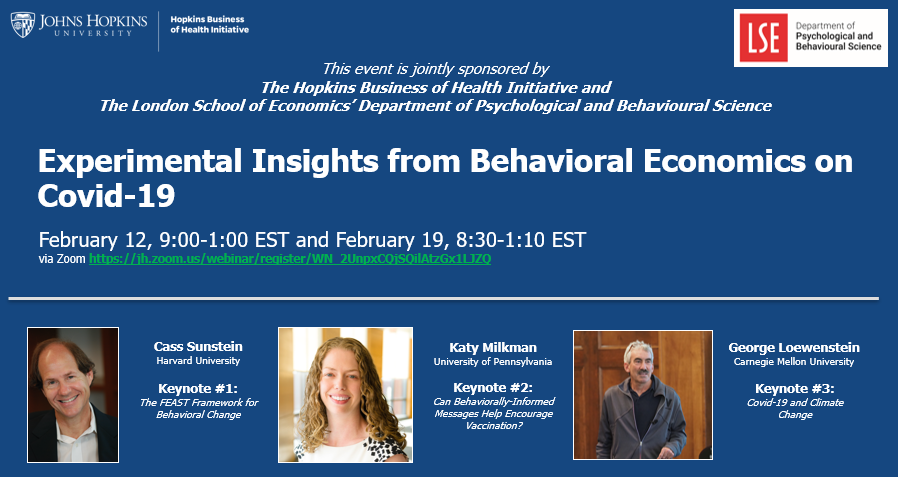 JOHNS HOPKINS
UNIVERSITY
Hopkins Business
of Health Initiative
LSE
Department of
Psychological and
Behavioural Science
This event is jointly sponsored by
The Hopkins Business of Health Initiative and
The London School of Economics’ Department of Psychological and Behavioural Science
Experimental Insights from Behavioral Economics on
Covid-19
February 12, 9:00-1:00 EST and February 19, 8:30-1:10 EST
via Zoom https://jh.zoom.us/webinar/register/WN_2UnpxCQjSQilAtzGx1LJZQ
Cass Sunstein
Harvard University
Keynote #1:
The FEAST Framework for
Behavioral Change
Katy Milkman
University of Pennsylvania
Keynote #2:
Can Behaviorally-Informed
Messages Help Encourage
Vaccination?
George Loewenstein
Carnegie Mellon University
Keynote #3:
Covid-19 and Climate
Change